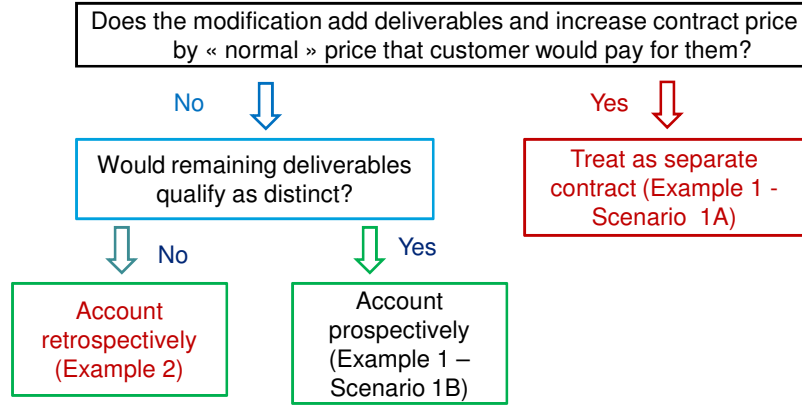 Does the modification add deliverables and increase contract price
by « normal » price that customer would pay for them?
No
Yes
Would remaining deliverables
qualify as distinct?
Treat as separate
contract (Example 1 -
Scenario 1A)
No
Yes
Account
retrospectively
(Example 2)
Account
prospectively
(Example 1 –
Scenario 1B)